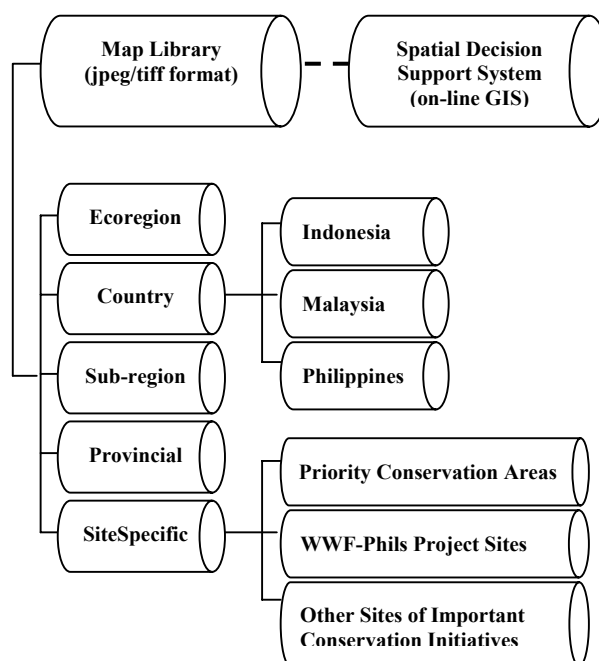 Map Library
(jpeg/tiff format)
Spatial Decision
Support System
(on-line GIS)
Ecoregion
Country
Sub-region
Provincial
SiteSpecific
Indonesia
Malaysia
Philippines
Priority Conservation Areas
WWF-Phils Project Sites
Other Sites of Important
Conservation Initiatives